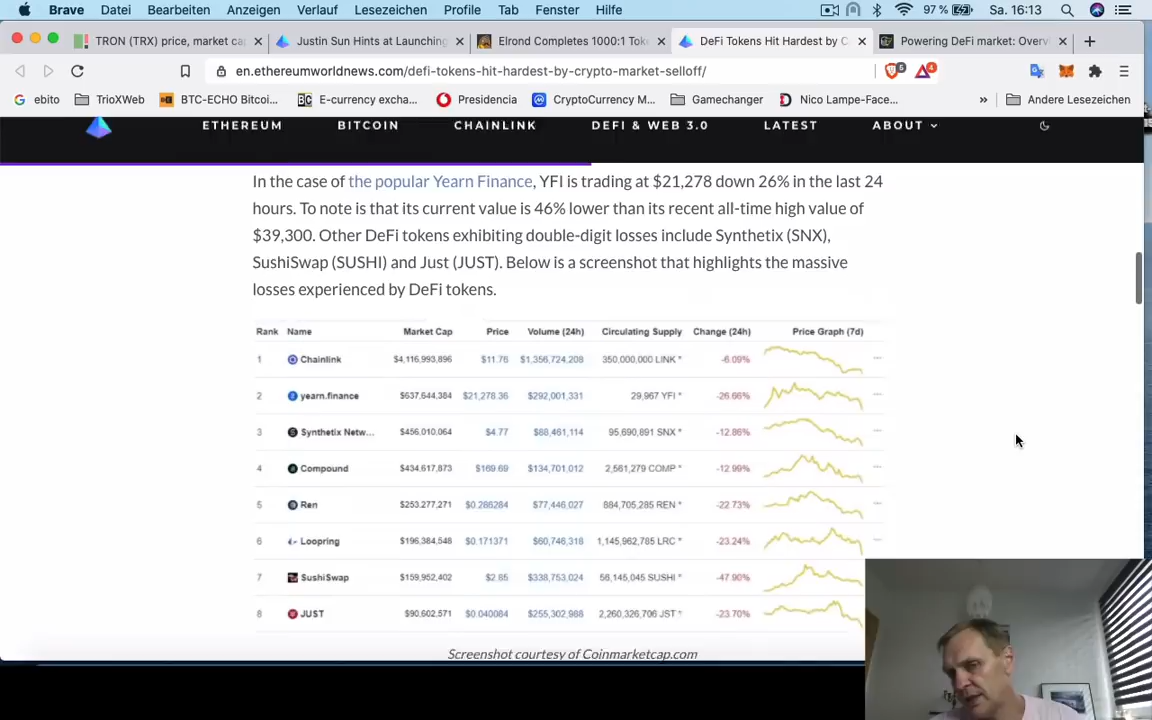 Brave Datei Bearbeiten Anzeigen Verlauf Lesezeichen Profile Tab Fenster Hilfe 97 % Sa. 16:13
TRON (TRX) price, market ca Justin Sun Hints at Launching Elrond Completes 1000:1 Tok DeFi Tokens Hit Hardest by C Powering DeFi market: Overv
en.ethereumworldnews.com/defi-tokens-hit-hardest-by-crypto-market-selloff/ 5 4
ebito TrioXWeb BTC-ECHO Bitcoi... E-currency excha... Presidencia CryptoCurrency M... Gamechanger Nico Lampe-Face... » Andere Lesezeichen
ETHEREUM BITCOIN CHAINLINK DEFI & WEB 3.0 LATEST ABOUT
In the case of the popular Yearn Finance, YFI is trading at $21,278 down 26% in the last 24
hours. To note is that its current value is 46% lower than its recent all-time high value of
$39,300. Other DeFi tokens exhibiting double-digit losses include Synthetix (SNX),
SushiSwap (SUSHI) and Just (JUST). Below is a screenshot that highlights the massive
losses experienced by DeFi tokens.
Rank Name Market Cap Price Volume (24h) Circulating Supply Change (24h) Price Graph (7d)
1 Chainlink $4,116,993,896 $11.76 $1,356,724,208 350,000,000 LINK * -6.09%
2 yearn.finance $637,644,384 $21,278.36 $292,001,331 29,967 YFI * -26.66%
3 Synthetix Netw... $456,010,064 $4.77 $88,461,114 95,690,891 SNX * -12.86%
4 Compound $434,617,873 $169.69 $134,701,012 2,561,279 COMP * -12.99%
5 Ren $253,277,271 $0.286284 $77,446,027 884,705,285 REN * -22.73%
6 Loopring $196,384,548 $0.171371 $60,746,318 1,145,962,785 LRC * -23.24%
7 SushiSwap $159,952,402 $2.85 $338,753,024 56,145,045 SUSHI * -47.90%
8 JUST $90,602,571 $0.040084 $255,302,988 2,260,326,706 JST * -23.70%
Screenshot courtesy of Coinmarketcap.com